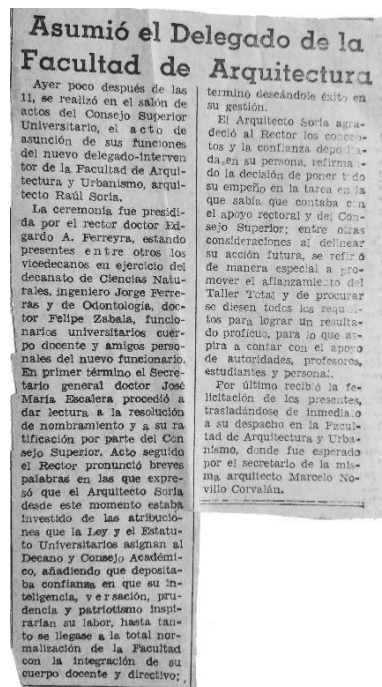 Asumió el Delegado de la
Facultad de Arquitectura
Ayer poco después de las
11, se realizó en el salón de
actos del Consejo Superior
Universitario, el acto de
asunción de sus funciones
del nuevo delegado-interven
tor de la Facultad de Arqui-
tectura y Urbanismo, arqui-
tecto Raúl Soria.
La ceremonia fue presidi-
da por el rector doctor Ed-
gardo A. Ferreyra, estando
presentes entre otros los
vicedecanos en ejercicio del
decanato de Ciencias Natu-
rales, ingeniero Jorge Ferre-
ras y de Odontología, doc-
tor Felipe Zabala, funcio-
narios universitarios cuer-
po docente y amigos perso-
nales del nuevo funcionario.
En primer término el Secre-
tario general doctor José
María Escalera procedió a
dar lectura a la resolución
de nombramiento y a su ra
tificación por parte del Con
sejo Superior. Acto seguido
el Rector pronunció breves
palabras en las que expre-
só que el Arquitecto Soria
desde este momento estaba
investido de las atribucio-
nes que la Ley y el Estatu-
to Universitarios asignan al
Decano y Consejo Académi-
co, añadiendo que deposita-
ba confianza en que su in-
teligencia, versación, pru-
dencia y patriotismo inspi-
rarían su labor, hasta tan-
to se llegase a la total nor-
malización de la Facultad
con la integración de su
cuerpo docente y directivo;
terminó deseándole éxito en
su gestión.
El Arquitecto Soria agra-
deció al Rector los
tos y la confianza
da en su persona, refirma
do la decisión de poner todo
su empeño en la tarea en la
que sabía que contaba con
el apoyo rectoral y del Con
sejo Superior; entre otras
consideraciones al delinear
su acción futura, se refirió
de manera especial a pro-
mover el afianzamiento del
Taller Total y de procurar
se diesen todos los
tos para lograr un resulta-
do proficuo, para lo que as-
pira a contar con el apoyo
de autoridades, profesores,
estudiantes y personal.
Por último recibió la fe-
licitación de los presentes,
trasladándose de inmediato
a su despacho en la Facul-
tad de Arquitectura y Urba-
nismo, donde fue esperado
por el secretario de la mis-
ma arquitecto Marcelo No-
villo Corvalán.